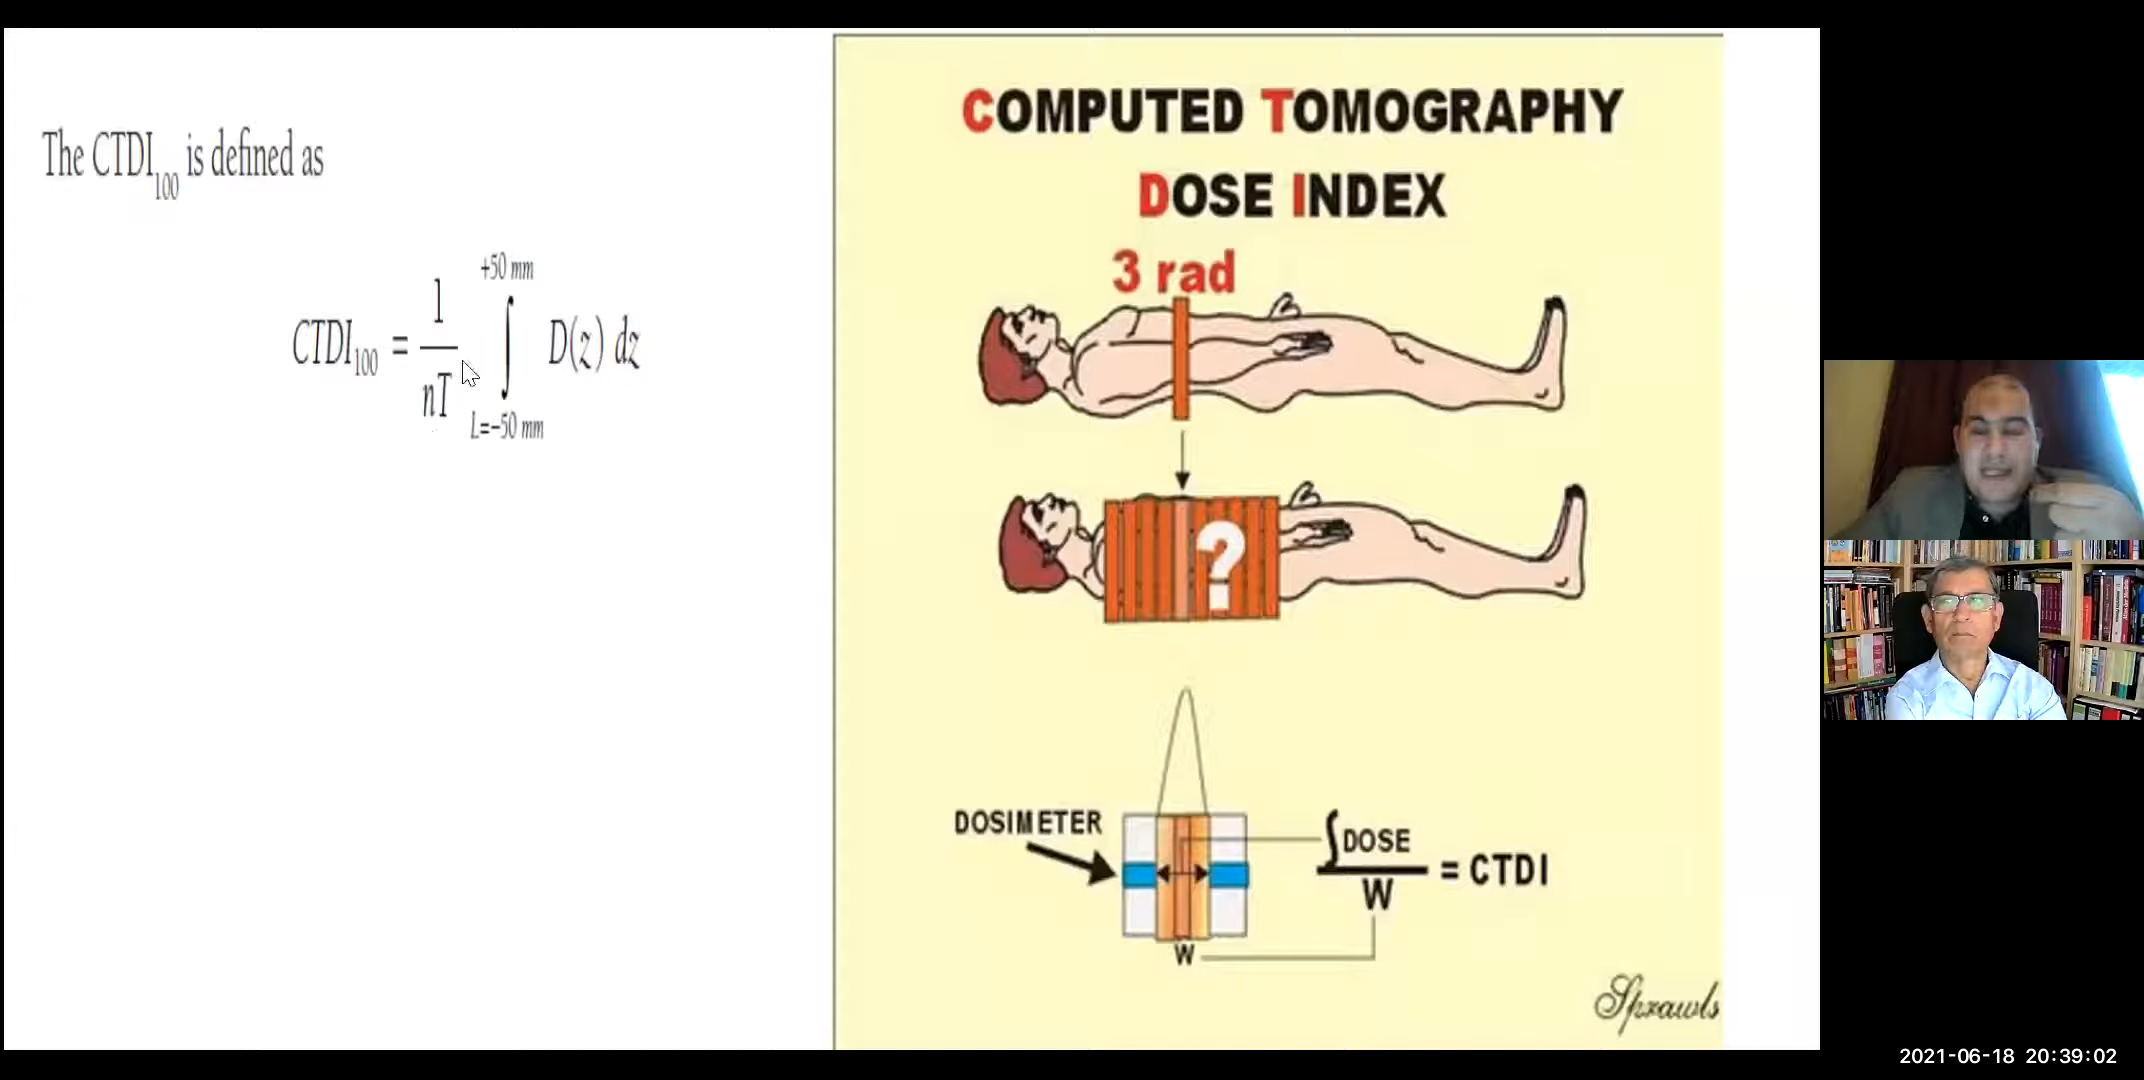 The CTDI₁₀₀ is defined as
CTDI₁₀₀ = 1/nT ∫ D(z) dz
+50 mm
L=−50 mm
COMPUTED TOMOGRAPHY
DOSE INDEX
3 rad
?
DOSIMETER
∫DOSE
W
= CTDI
W
Sprawls
2021-06-18 20:39:02